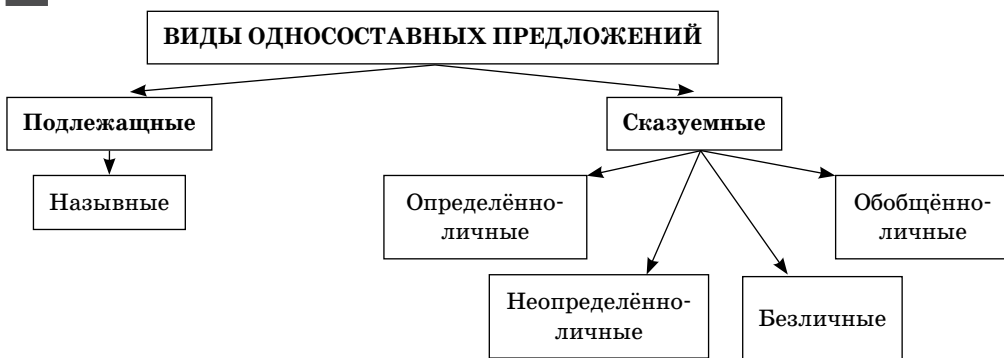 ВИДЫ ОДНОСОСТАВНЫХ ПРЕДЛОЖЕНИЙ
Подлежащные
Сказуемные
Назывные
Определённо-
личные
Обобщённо-
личные
Неопределённо-
личные
Безличные